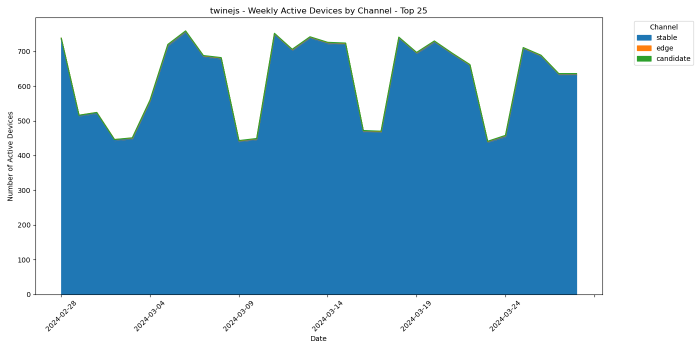 twinejs - Weekly Active Devices by Channel - Top 25
Channel
stable
edge
candidate
Number of Active Devices
700
600
500
400
300
200
100
0
2024-02-28
2024-03-04
2024-03-09
2024-03-14
2024-03-19
2024-03-24
Date